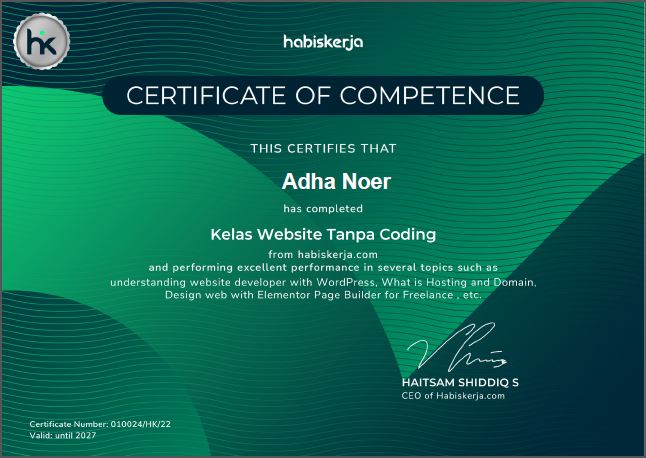 hk
habiskerja
CERTIFICATE OF COMPETENCE
THIS CERTIFIES THAT
Adha Noer
has completed
Kelas Website Tanpa Coding
from habiskerja.com
and performing excellent performance in several topics such as
understanding website developer with WordPress, What is Hosting and Domain,
Design web with Elementor Page Builder for Freelance , etc.
HAITSAM SHIDDIQ S
CEO of Habiskerja.com
Certificate Number: 010024/HK/22
Valid: until 2027